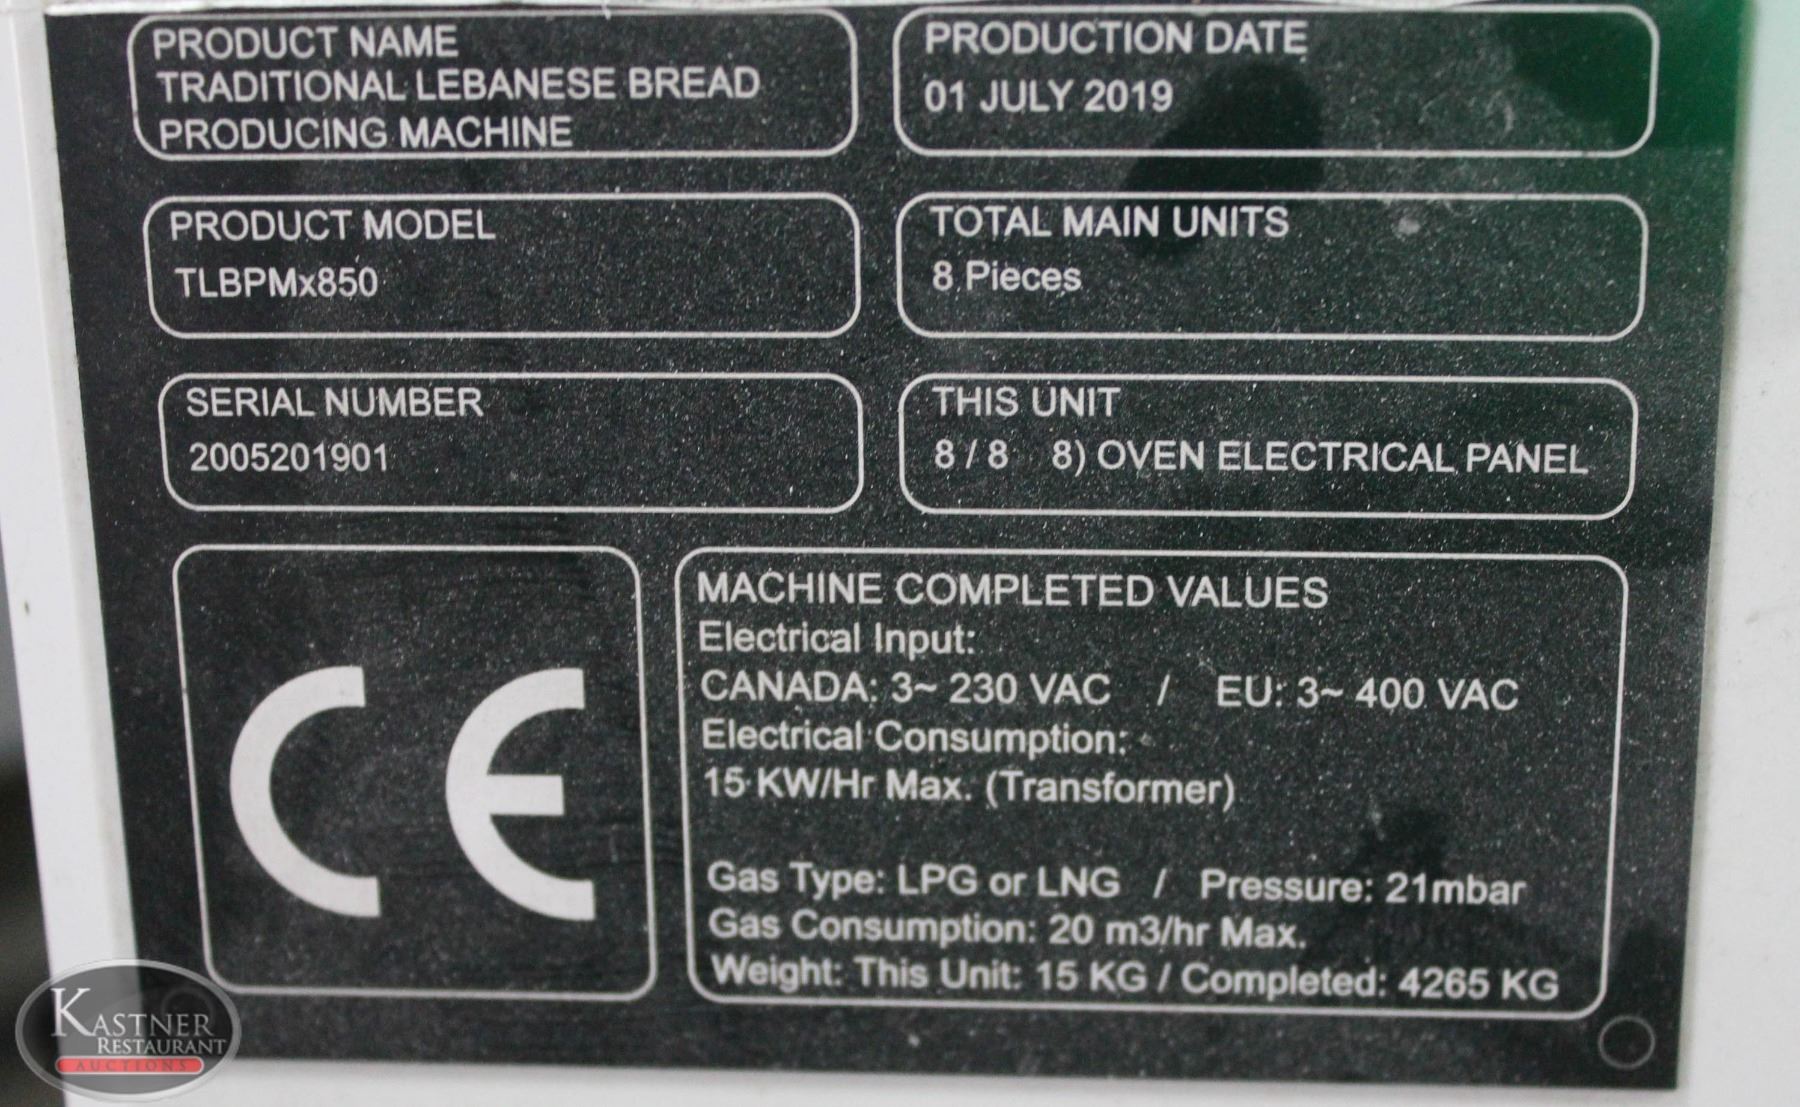 PRODUCT NAME
TRADITIONAL LEBANESE BREAD
PRODUCING MACHINE
PRODUCTION DATE
01 JULY 2019
PRODUCT MODEL
TLBPMx850
TOTAL MAIN UNITS
8 Pieces
SERIAL NUMBER
2005201901
THIS UNIT
8 / 8 8) OVEN ELECTRICAL PANEL
CE
MACHINE COMPLETED VALUES
Electrical Input:
CANADA: 3~ 230 VAC / EU: 3~ 400 VAC
Electrical Consumption:
15 KW/Hr Max. (Transformer)
Gas Type: LPG or LNG / Pressure: 21mbar
Gas Consumption: 20 m3/hr Max.
Weight: This Unit: 15 KG / Completed: 4265 KG
KASTNER
RESTAURANT
AUCTIONS